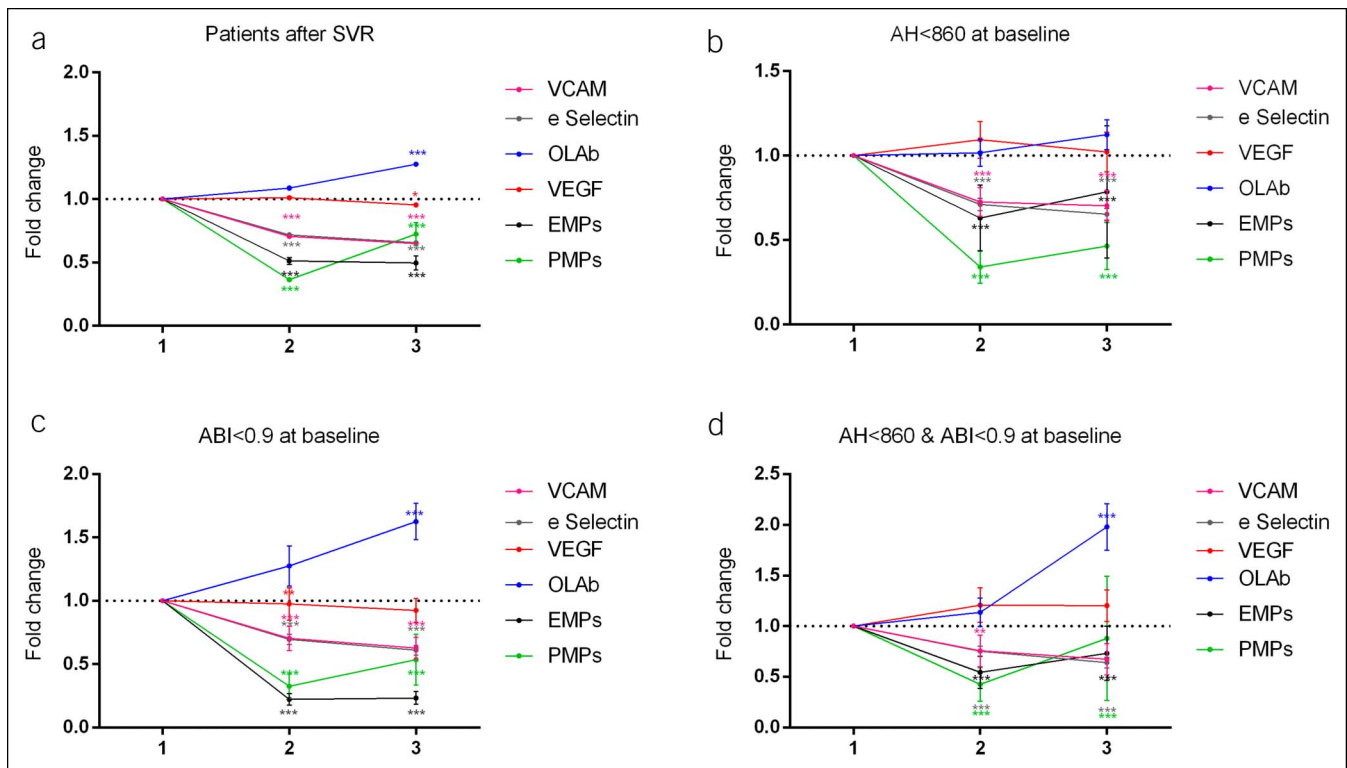 a
Patients after SVR
2.0
1.5
1.0
0.5
0.0
Fold change
1 2 3
***
*
***
***
***
***
***
***
***
***
VCAM
e Selectin
OLAb
VEGF
EMPs
PMPs
b
AH<860 at baseline
1.5
1.0
0.5
0.0
Fold change
1 2 3
***
***
***
***
***
***
***
***
VCAM
e Selectin
VEGF
OLAb
EMPs
PMPs
c
ABI<0.9 at baseline
2.0
1.5
1.0
0.5
0.0
Fold change
1 2 3
***
**
***
***
***
***
***
***
***
***
VCAM
e Selectin
VEGF
OLAb
EMPs
PMPs
d
AH<860 & ABI<0.9 at baseline
2.5
2.0
1.5
1.0
0.5
0.0
Fold change
1 2 3
***
**
***
***
***
***
***
***
VCAM
e Selectin
VEGF
OLAb
EMPs
PMPs